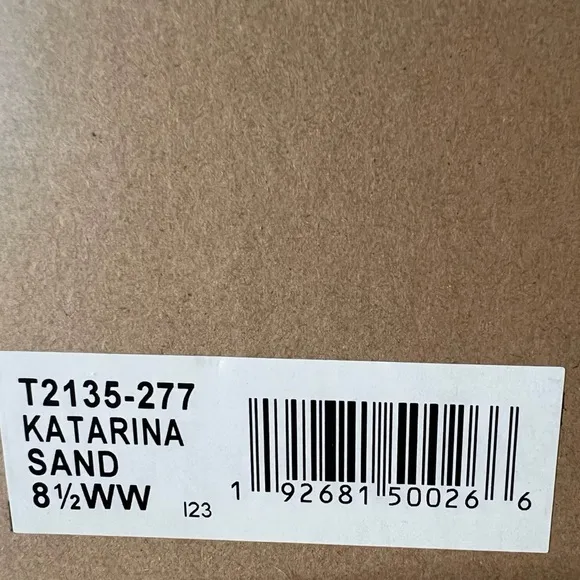 T2135-277
KATARINA
SAND
8½WW I23
1 92681 50026 6